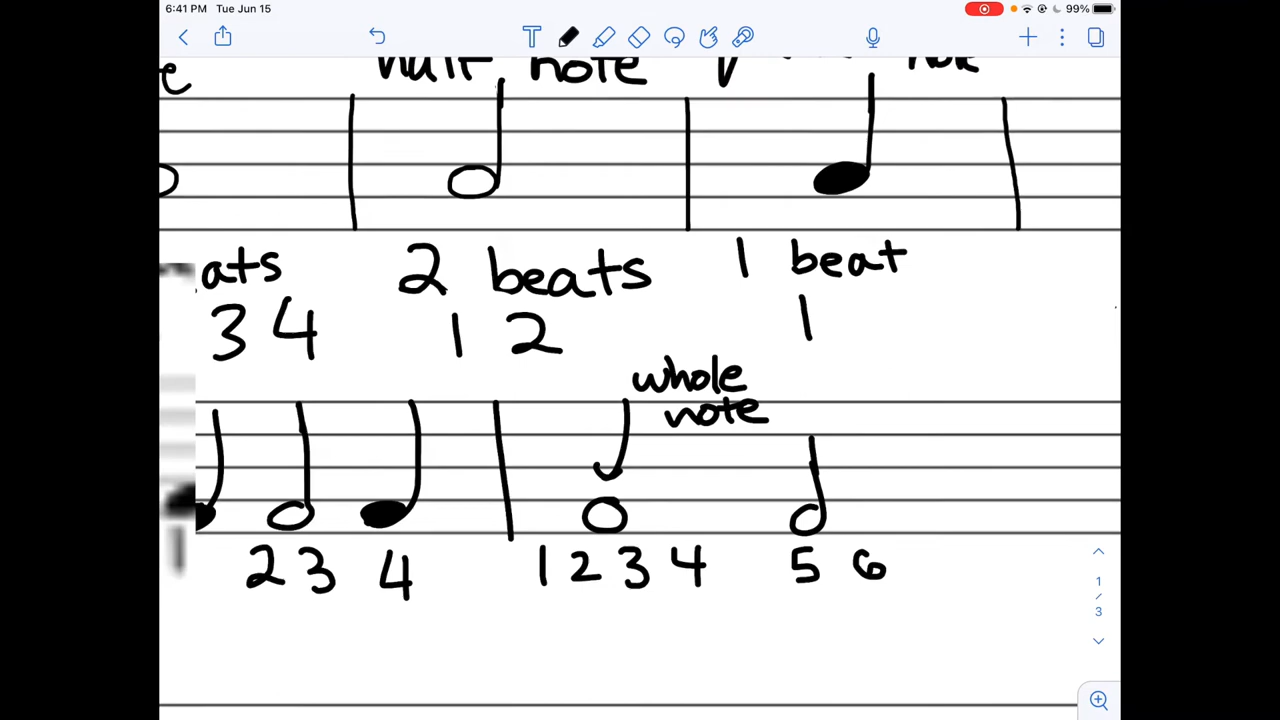 6:41 PM Tue Jun 15 99%
T
half note
ats 2 beats 1 beat
3 4 1 2 1
whole
note
1 2 3 4 1 2 3 4 5 6
1
/
3